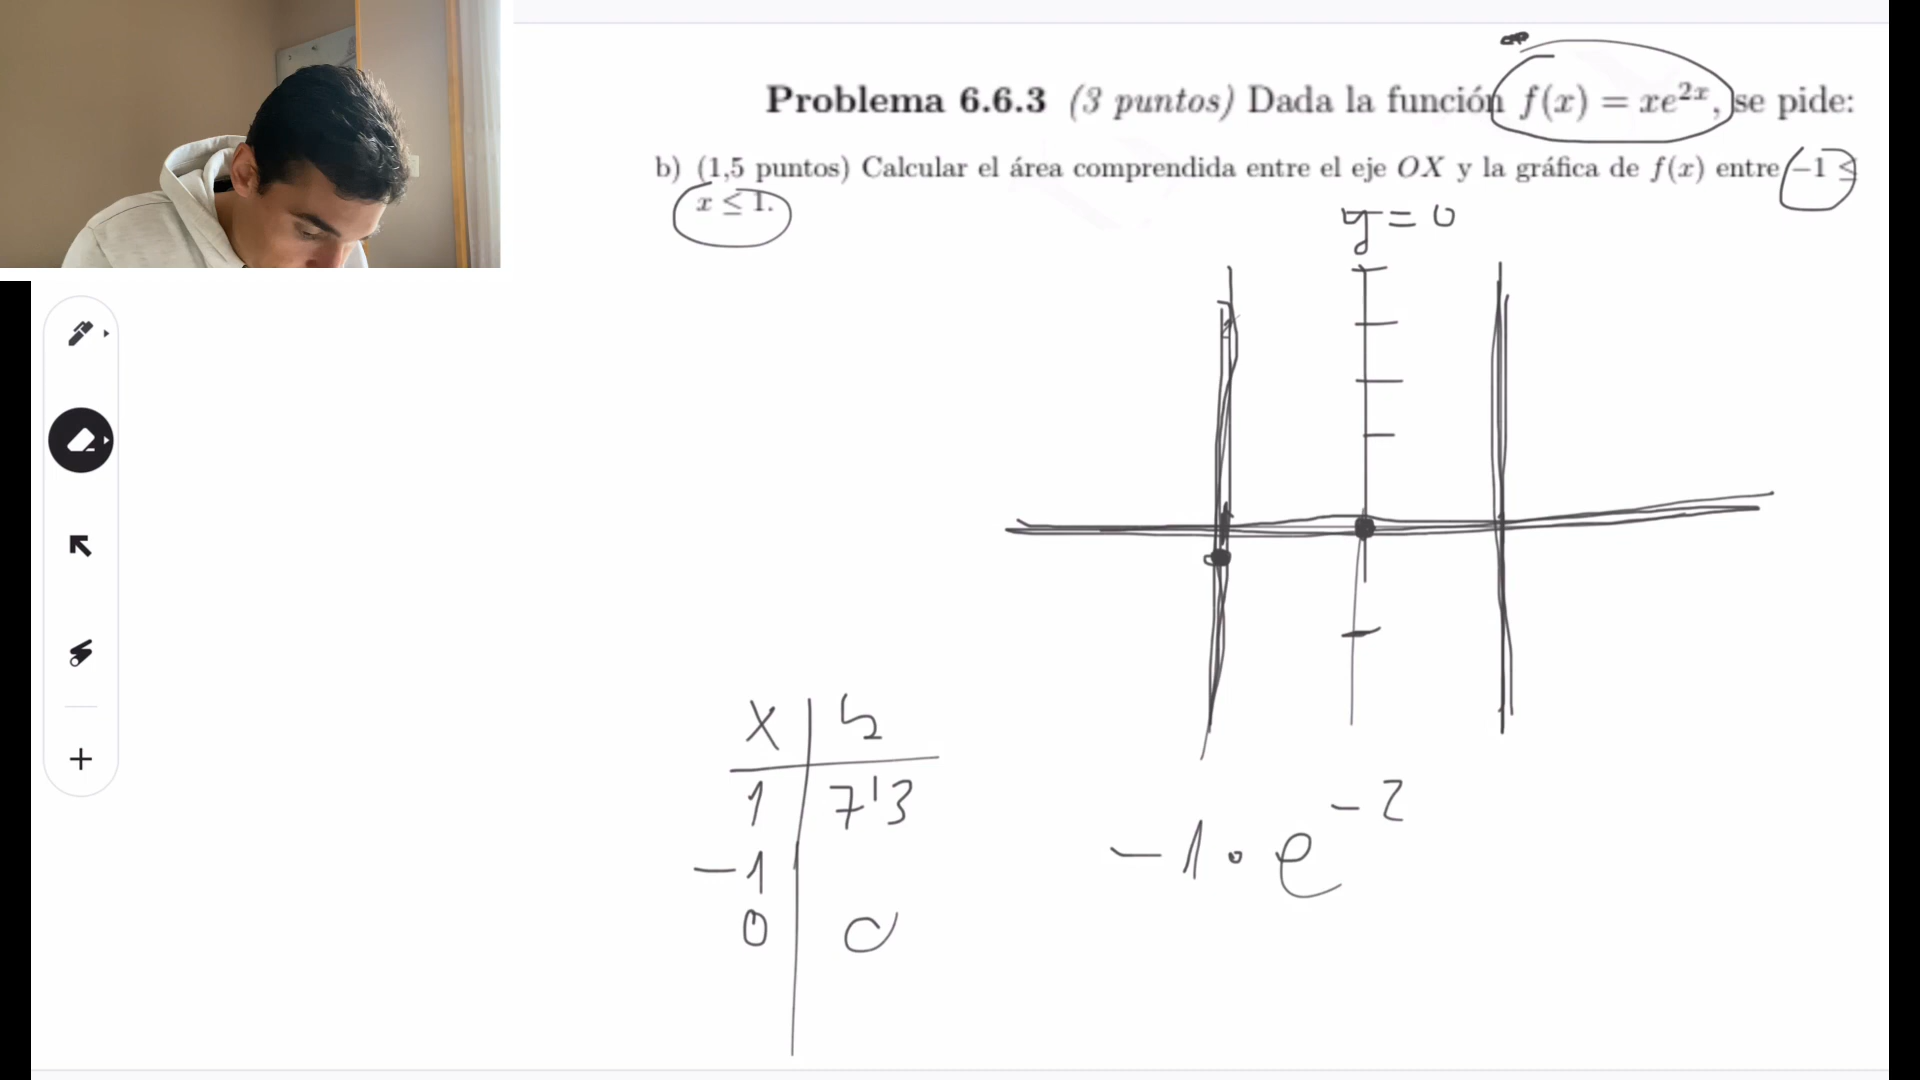 Problema 6.6.3 (3 puntos) Dada la función f(x) = xe^{2x}, se pide:
b) (1,5 puntos) Calcular el área comprendida entre el eje OX y la gráfica de f(x) entre −1 ≤
x ≤ 1.
y = 0
x | y
1 | 7'3
−1 |
0 | 0
−1 · e^{−2}